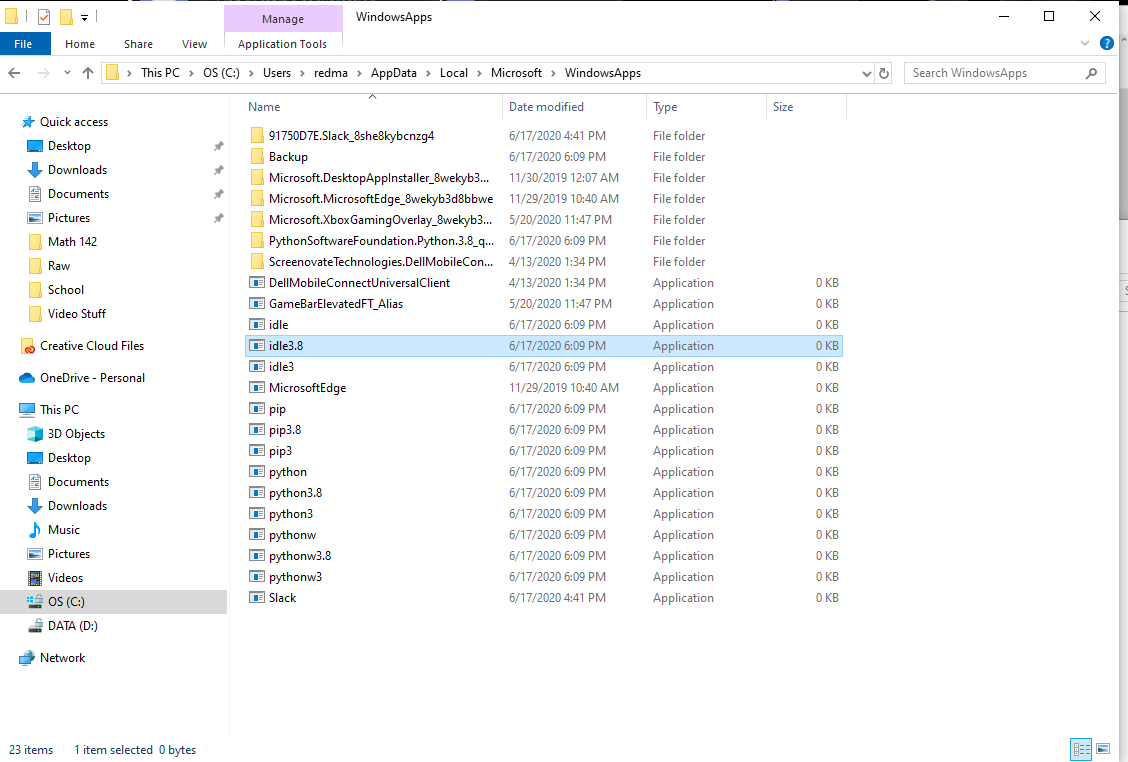 Manage WindowsApps
File Home Share View Application Tools
This PC OS (C:) Users redma AppData Local Microsoft WindowsApps Search WindowsApps
Name Date modified Type Size
Quick access
Desktop
Downloads
Documents
Pictures
Math 142
Raw
School
Video Stuff
Creative Cloud Files
OneDrive - Personal
This PC
3D Objects
Desktop
Documents
Downloads
Music
Pictures
Videos
OS (C:)
DATA (D:)
Network
91750D7E.Slack_8she8kybcnzg4 6/17/2020 4:41 PM File folder
Backup 6/17/2020 6:09 PM File folder
Microsoft.DesktopAppInstaller_8wekyb3... 11/30/2019 12:07 AM File folder
Microsoft.MicrosoftEdge_8wekyb3d8bbwe 11/29/2019 10:40 AM File folder
Microsoft.XboxGamingOverlay_8wekyb3... 5/20/2020 11:47 PM File folder
PythonSoftwareFoundation.Python.3.8_q... 6/17/2020 6:09 PM File folder
ScreenovateTechnologies.DellMobileCon... 4/13/2020 1:34 PM File folder
DellMobileConnectUniversalClient 4/13/2020 1:34 PM Application 0 KB
GameBarElevatedFT_Alias 5/20/2020 11:47 PM Application 0 KB
idle 6/17/2020 6:09 PM Application 0 KB
idle3.8 6/17/2020 6:09 PM Application 0 KB
idle3 6/17/2020 6:09 PM Application 0 KB
MicrosoftEdge 11/29/2019 10:40 AM Application 0 KB
pip 6/17/2020 6:09 PM Application 0 KB
pip3.8 6/17/2020 6:09 PM Application 0 KB
pip3 6/17/2020 6:09 PM Application 0 KB
python 6/17/2020 6:09 PM Application 0 KB
python3.8 6/17/2020 6:09 PM Application 0 KB
python3 6/17/2020 6:09 PM Application 0 KB
pythonw 6/17/2020 6:09 PM Application 0 KB
pythonw3.8 6/17/2020 6:09 PM Application 0 KB
pythonw3 6/17/2020 6:09 PM Application 0 KB
Slack 6/17/2020 4:41 PM Application 0 KB
23 items 1 item selected 0 bytes